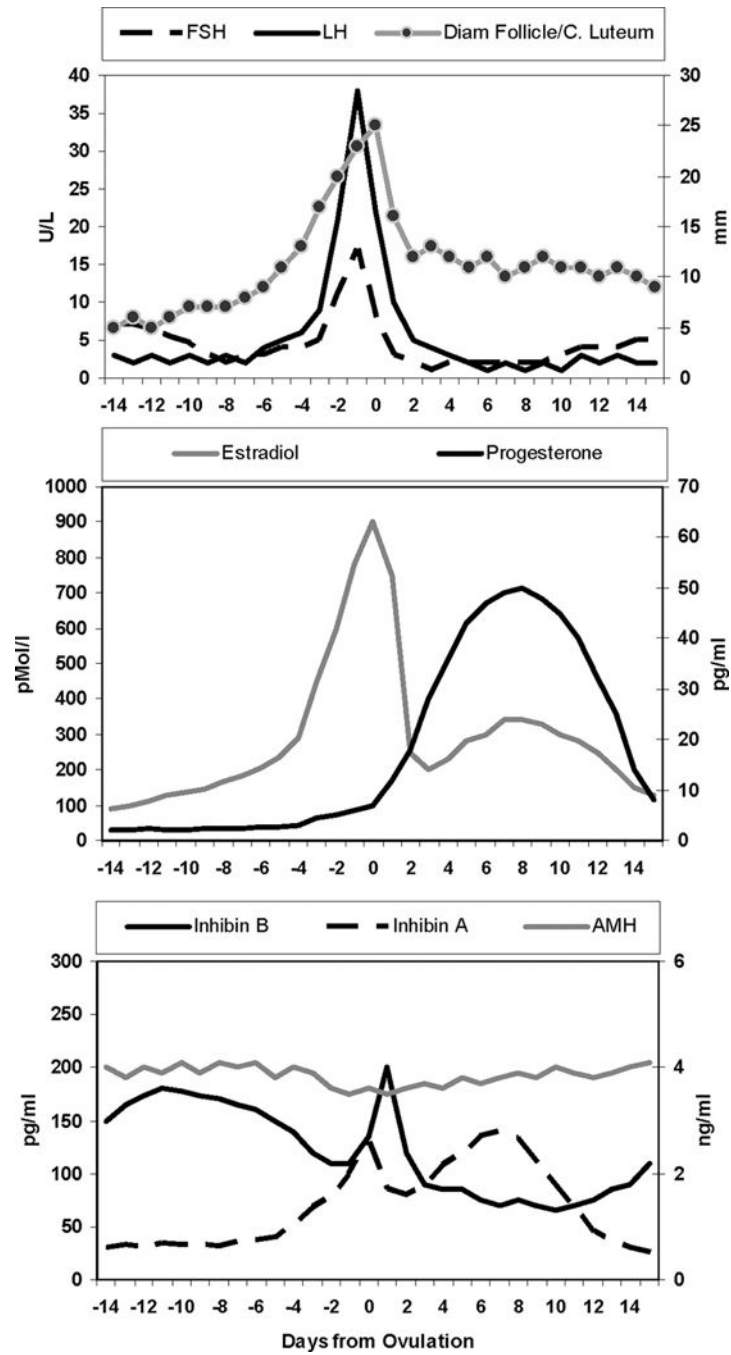 FSH LH Diam Follicle/C. Luteum
40 30
35
25
30
25 20
20 15
15
10
10
5
5
0 0
U/L
mm
-14 -12 -10 -8 -6 -4 -2 0 2 4 6 8 10 12 14
Estradiol Progesterone
1000 70
900
60
800
700 50
600
40
500
30
400
300 20
200
10
100
0 0
pMol/l
pg/ml
-14 -12 -10 -8 -6 -4 -2 0 2 4 6 8 10 12 14
Inhibin B Inhibin A AMH
300 6
250
200 4
150
100 2
50
0 0
pg/ml
ng/ml
-14 -12 -10 -8 -6 -4 -2 0 2 4 6 8 10 12 14
Days from Ovulation